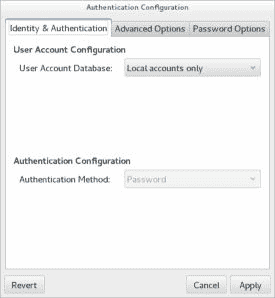 Authentication Configuration
Identity & Authentication Advanced Options Password Options
User Account Configuration
User Account Database: Local accounts only
Authentication Configuration
Authentication Method: Password
Revert Cancel Apply